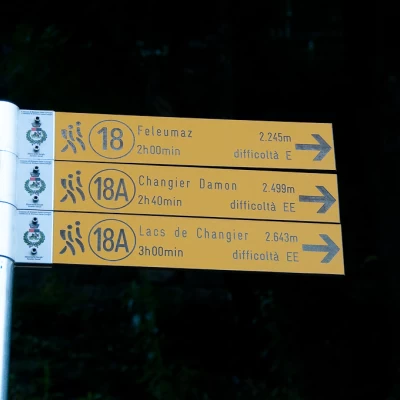 18 Feleumaz 2.245m
2h00min difficoltà E
18A Changier Damon 2.499m
2h40min difficoltà EE
18A Lacs de Changier 2.643m
3h00min difficoltà EE